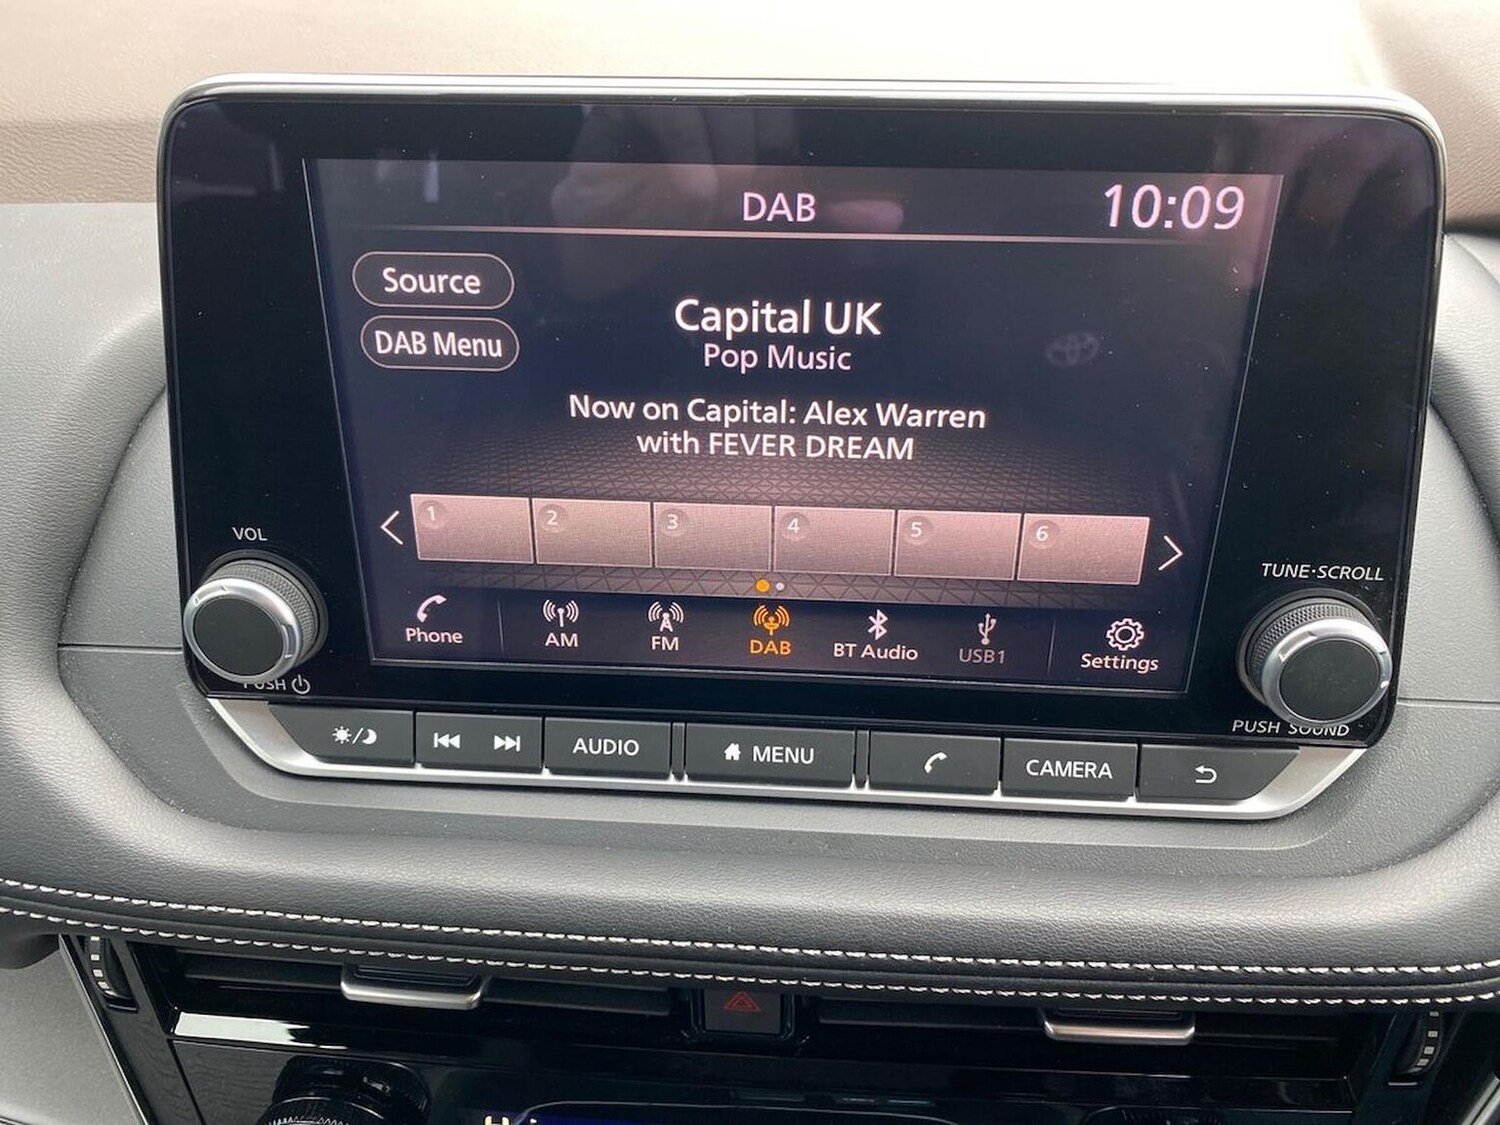 DAB
10:09
Source
DAB Menu
Capital UK
Pop Music
Now on Capital: Alex Warren
with FEVER DREAM
1 2 3 4 5 6
Phone AM FM DAB BT Audio USB1 Settings
VOL
PUSH
TUNE·SCROLL
PUSH SOUND
AUDIO MENU CAMERA